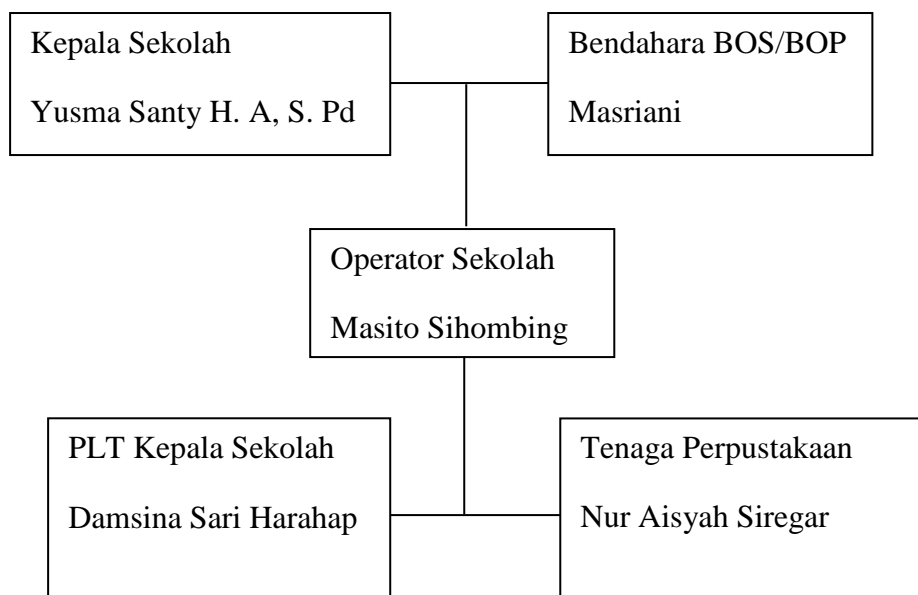 Kepala Sekolah
Yusma Santy H. A, S. Pd
Bendahara BOS/BOP
Masriani
Operator Sekolah
Masito Sihombing
PLT Kepala Sekolah
Damsina Sari Harahap
Tenaga Perpustakaan
Nur Aisyah Siregar